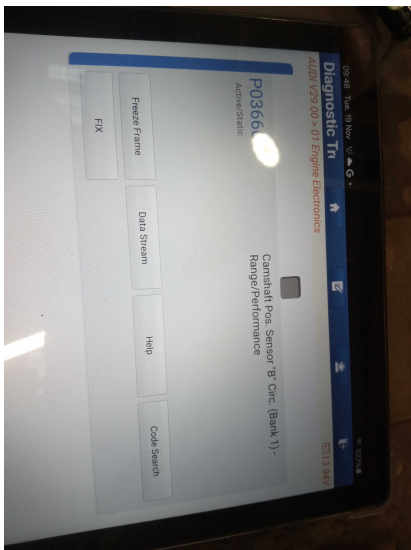 09:48 Tue, 19 Nov
G
100%
Diagnostic
AUDI V29.00 > 01 Engine Electronics
13.94V
P0366
Active/Static
Camshaft Pos. Sensor "B" Circ. (Bank 1) -
Range/Performance
Freeze Frame
Data Stream
Help
Code Search
FIX